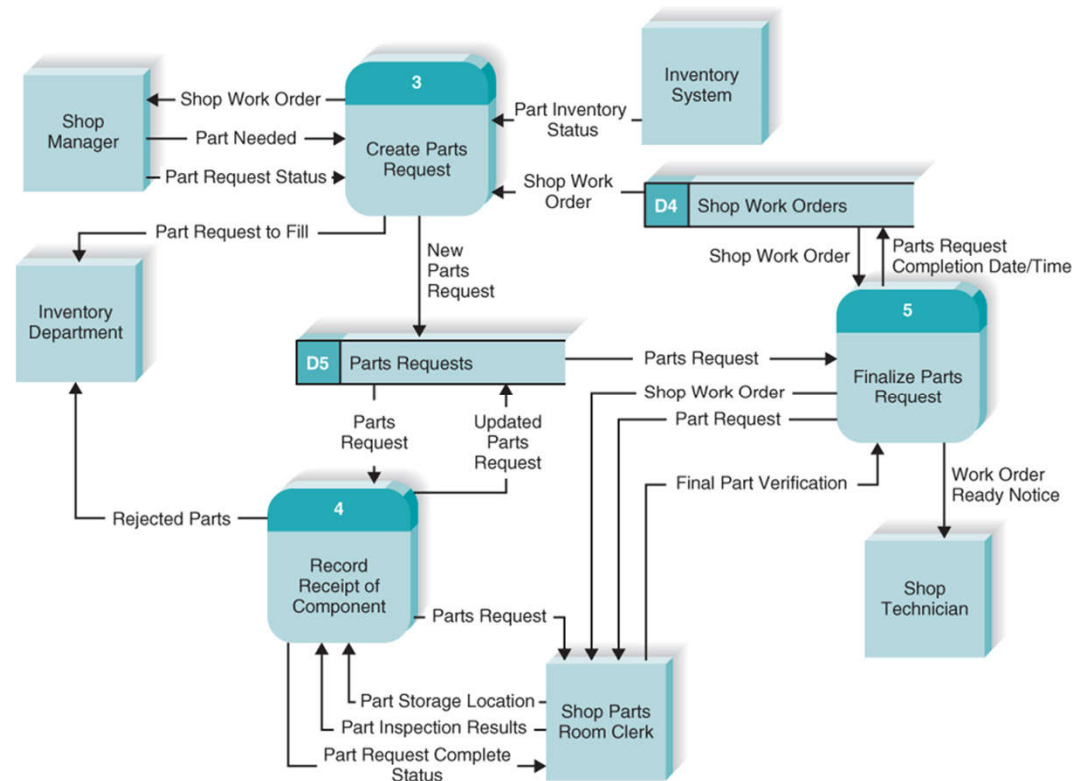 3
Inventory
System
Shop Work Order
Part Inventory
Status
Shop
Manager
Part Needed
Create Parts
Request
Part Request Status
Shop Work
Order
D4
Shop Work Orders
Part Request to Fill
New
Parts
Request
Shop Work Order
Parts Request
Completion Date/Time
Inventory
Department
5
D5
Parts Requests
Parts Request
Finalize Parts
Request
Shop Work Order
Part Request
Parts
Request
Updated
Parts
Request
Final Part Verification
Work Order
Ready Notice
Rejected Parts
4
Record
Receipt of
Component
Shop
Technician
Parts Request
Part Storage Location
Part Inspection Results
Part Request Complete
Status
Shop Parts
Room Clerk